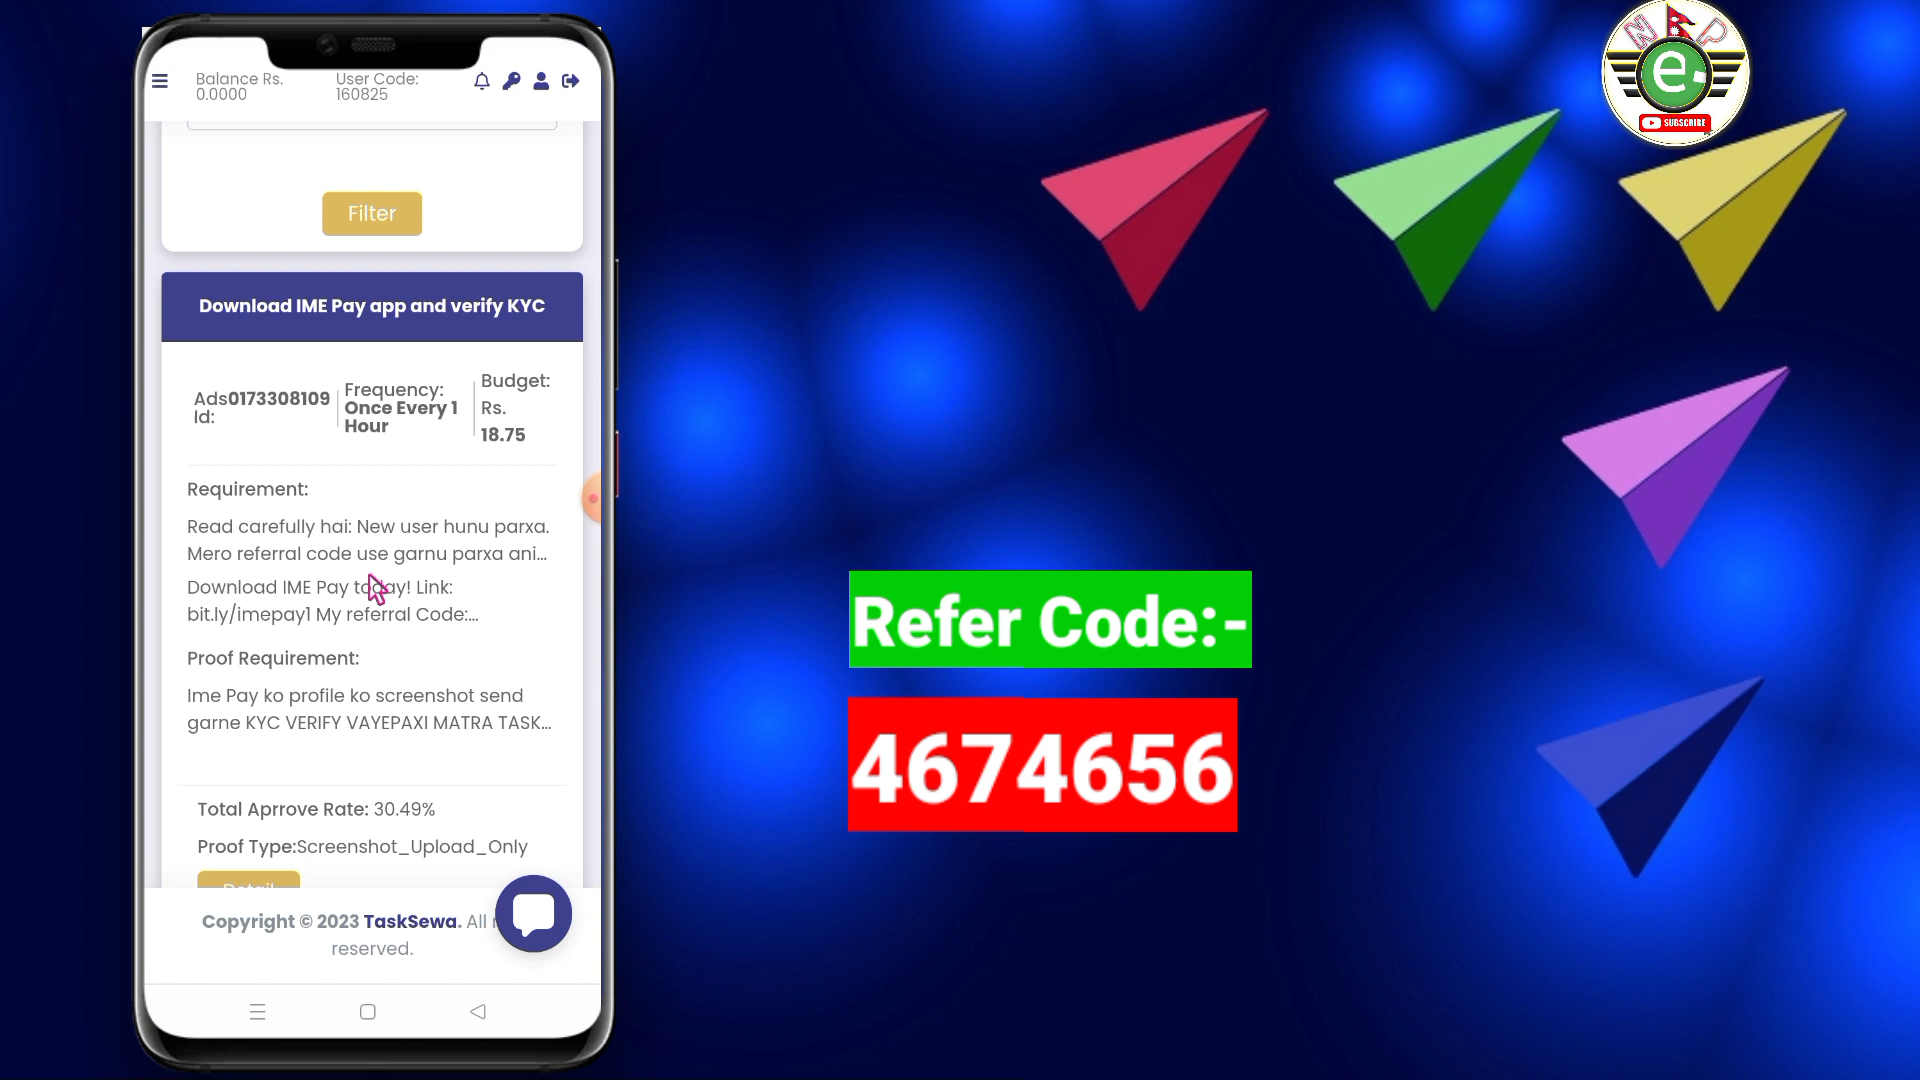 Balance Rs.
0.0000
User Code:
160825
Filter
Download IME Pay app and verify KYC
Ads
Id:
0173308109
Frequency:
Once Every 1
Hour
Budget:
Rs.
18.75
Requirement:
Read carefully hai: New user hunu parxa.
Mero referral code use garnu parxa ani...
Download IME Pay today! Link:
bit.ly/imepay1 My referral Code:...
Proof Requirement:
Ime Pay ko profile ko screenshot send
garne KYC VERIFY VAYEPAXI MATRA TASK...
Total Aprrove Rate: 30.49%
Proof Type:Screenshot_Upload_Only
Detail
Copyright © 2023 TaskSewa. All
reserved.
N P
e
SUBSCRIBE
Refer Code:-
4674656